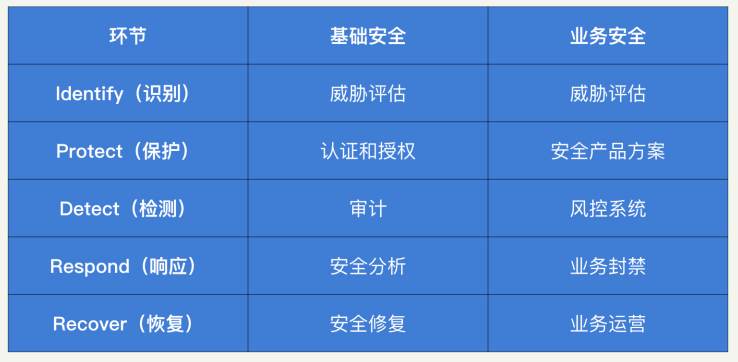 环节 基础安全 业务安全
Identify（识别） 威胁评估 威胁评估
Protect（保护） 认证和授权 安全产品方案
Detect（检测） 审计 风控系统
Respond（响应） 安全分析 业务封禁
Recover（恢复） 安全修复 业务运营